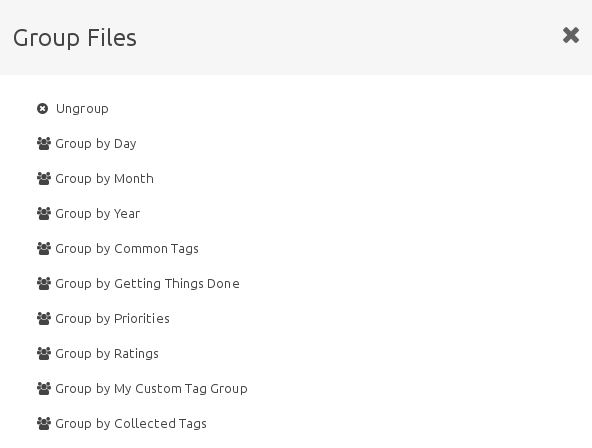 Group Files
Ungroup
Group by Day
Group by Month
Group by Year
Group by Common Tags
Group by Getting Things Done
Group by Priorities
Group by Ratings
Group by My Custom Tag Group
Group by Collected Tags